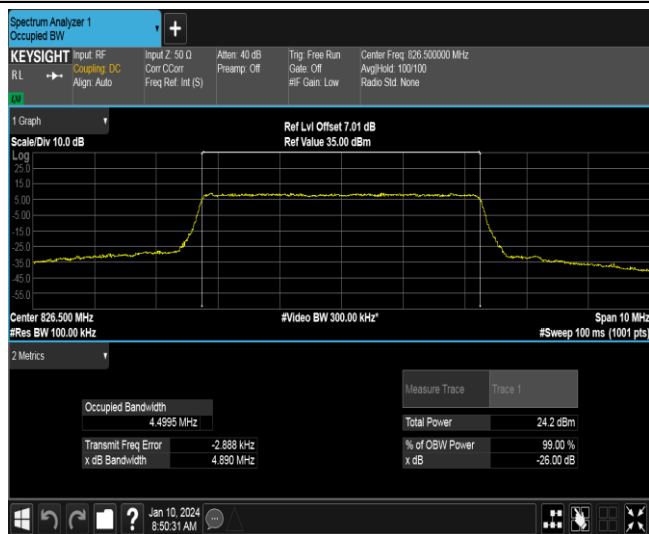 Spectrum Analyzer 1
Occupied BW
+
KEYSIGHT Input: RF Input Z: 50 Ω Atten: 40 dB Trig: Free Run Center Freq: 826.500000 MHz
RL Coupling: DC Corr CCorr Preamp: Off Gate: Off Avg|Hold: 100/100
Align: Auto Freq Ref: Int (S) #IF Gain: Low Radio Std: None
LXI
1 Graph Ref Lvl Offset 7.01 dB
Scale/Div 10.0 dB Ref Value 35.00 dBm
Log
25.0
15.0
5.00
-5.00
-15.0
-25.0
-35.0
-45.0
-55.0
Center 826.500 MHz #Video BW 300.00 kHz* Span 10 MHz
#Res BW 100.00 kHz #Sweep 100 ms (1001 pts)
2 Metrics
Measure Trace Trace 1
Occupied Bandwidth
4.4995 MHz Total Power 24.2 dBm
Transmit Freq Error -2.888 kHz % of OBW Power 99.00 %
x dB Bandwidth 4.890 MHz x dB -26.00 dB
? Jan 10, 2024
8:50:31 AM